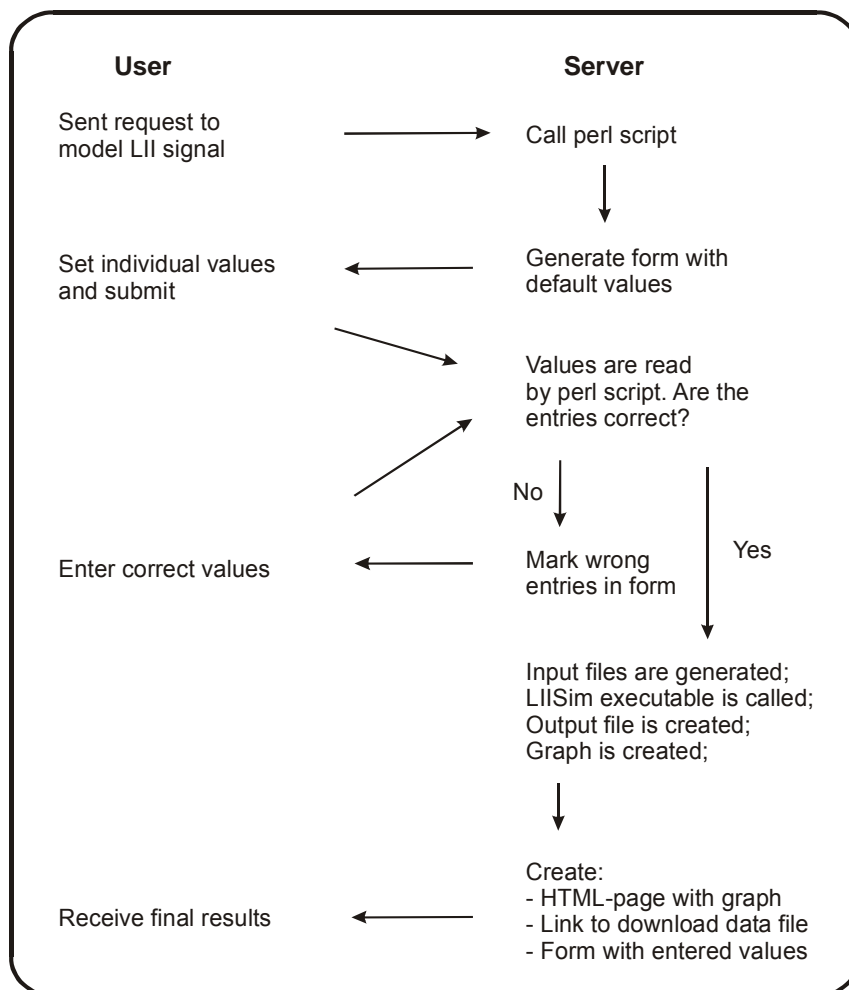 User
Server
Sent request to
model LII signal
Call perl script
Set individual values
and submit
Generate form with
default values
Values are read
by perl script. Are the
entries correct?
No
Yes
Enter correct values
Mark wrong
entries in form
Input files are generated;
LIISim executable is called;
Output file is created;
Graph is created;
Receive final results
Create:
- HTML-page with graph
- Link to download data file
- Form with entered values